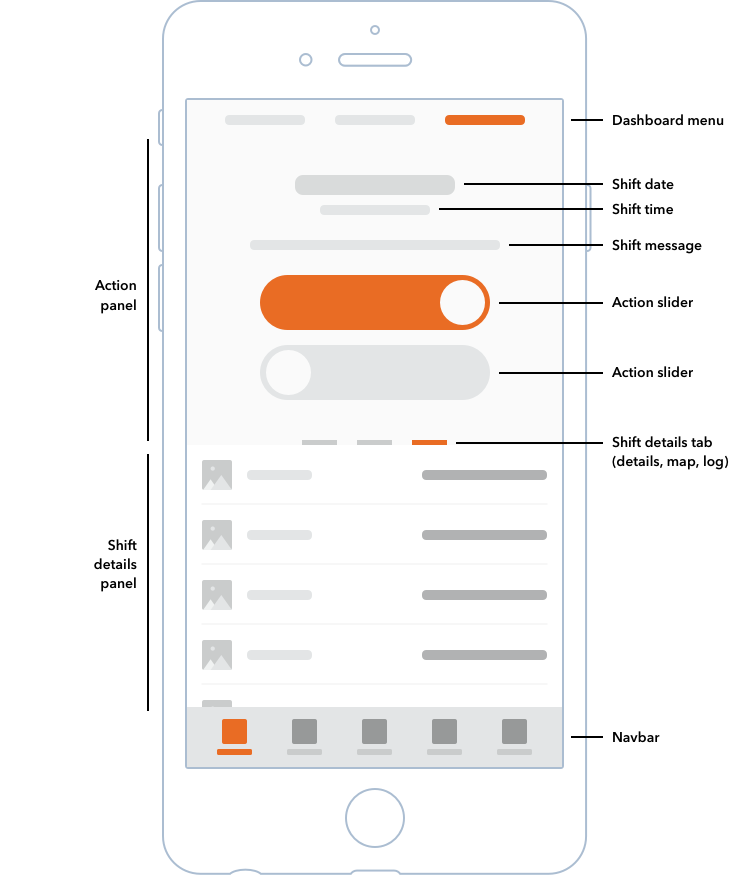 Dashboard menu
Shift date
Shift time
Shift message
Action
panel
Action slider
Action slider
Shift details tab
(details, map, log)
Shift
details
panel
Navbar